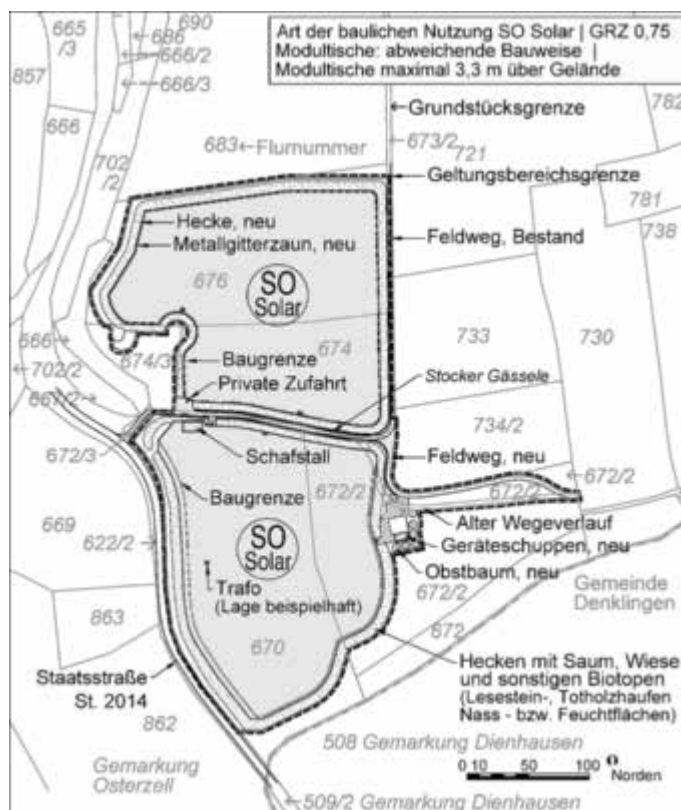 Art der baulichen Nutzung SO Solar | GRZ 0,75
Modultische: abweichende Bauweise |
Modultische maximal 3,3 m über Gelände
665
/3
690
686
666/2
666/3
857
666
702
/2
Grundstücksgrenze
782
683 Flurnummer
673/2
721
Geltungsbereichsgrenze
781
738
Hecke, neu
Metallgitterzaun, neu
Feldweg, Bestand
676
SO
Solar
666
702/2
667/2
674/3
674
733
730
Baugrenze
Private Zufahrt
Stocker Gässele
734/2
672/3
Schafstall
Feldweg, neu
Baugrenze
672/2
672/2
672/2
669
622/2
SO
Solar
Alter Wegeverlauf
Geräteschuppen, neu
Obstbaum, neu
Trafo
(Lage beispielhaft)
672/2
672
Gemeinde
Denklingen
863
670
Staatsstraße
St. 2014
Hecken mit Saum, Wiese
und sonstigen Biotopen
(Lesestein-, Totholzhaufen
Nass - bzw. Feuchtflächen)
862
508 Gemarkung Dienhausen
Gemarkung
Osterzell
0 10 50 100 Norden
509/2 Gemarkung Dienhausen